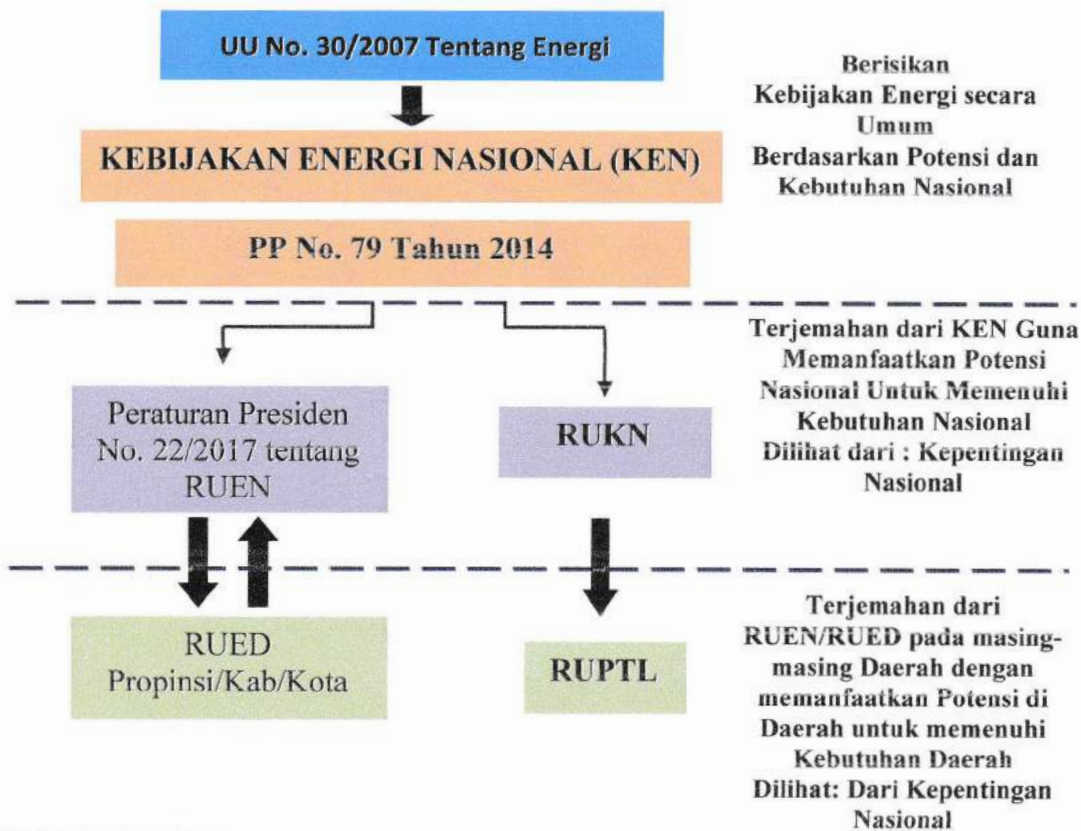 UU No. 30/2007 Tentang Energi
KEBIJAKAN ENERGI NASIONAL (KEN)
PP No. 79 Tahun 2014
Berisikan
Kebijakan Energi secara
Umum
Berdasarkan Potensi dan
Kebutuhan Nasional
Peraturan Presiden
No. 22/2017 tentang
RUEN
RUKN
Terjemahan dari KEN Guna
Memanfaatkan Potensi
Nasional Untuk Memenuhi
Kebutuhan Nasional
Dilihat dari : Kepentingan
Nasional
RUED
Propinsi/Kab/Kota
RUPTL
Terjemahan dari
RUEN/RUED pada masing-
masing Daerah dengan
memanfaatkan Potensi di
Daerah untuk memenuhi
Kebutuhan Daerah
Dilihat: Dari Kepentingan
Nasional